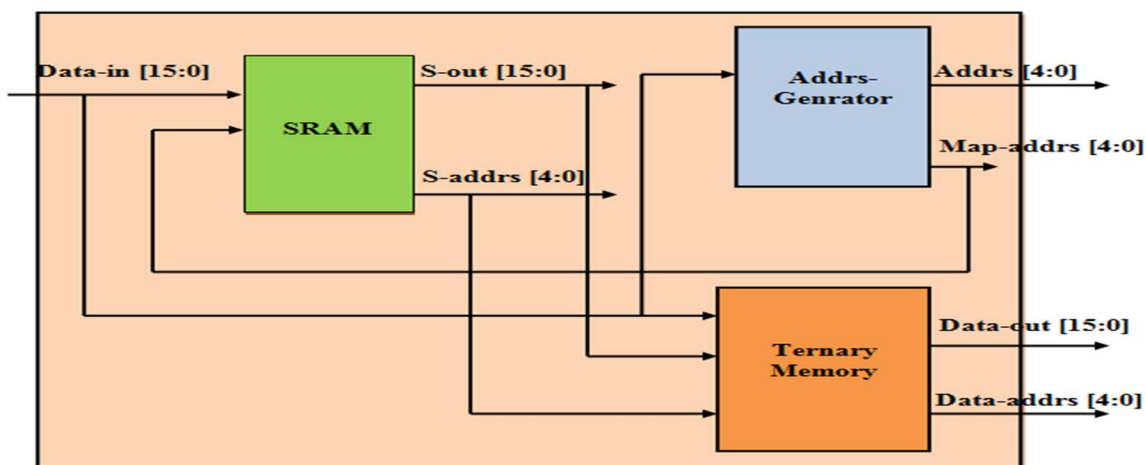 Data-in [15:0]
SRAM
S-out [15:0]
S-addrs [4:0]
Addrs-
Genrator
Addrs [4:0]
Map-addrs [4:0]
Ternary
Memory
Data-out [15:0]
Data-addrs [4:0]